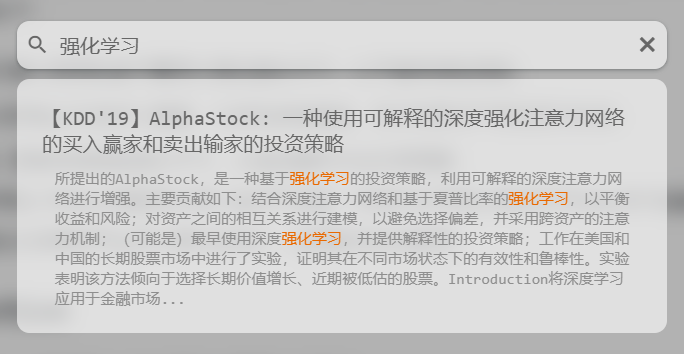 强化学习
【KDD'19】AlphaStock: 一种使用可解释的深度强化注意力网络
的买入赢家和卖出输家的投资策略
所提出的AlphaStock，是一种基于强化学习的投资策略，利用可解释的深度注意力网
络进行增强。主要贡献如下：结合深度注意力网络和基于夏普比率的强化学习，以平衡
收益和风险；对资产之间的相互关系进行建模，以避免选择偏差，并采用跨资产的注意
力机制；（可能是）最早使用深度强化学习，并提供解释性的投资策略；工作在美国和
中国的长期股票市场中进行了实验，证明其在不同市场状态下的有效性和鲁棒性。实验
表明该方法倾向于选择长期价值增长、近期被低估的股票。Introduction将深度学习
应用于金融市场...